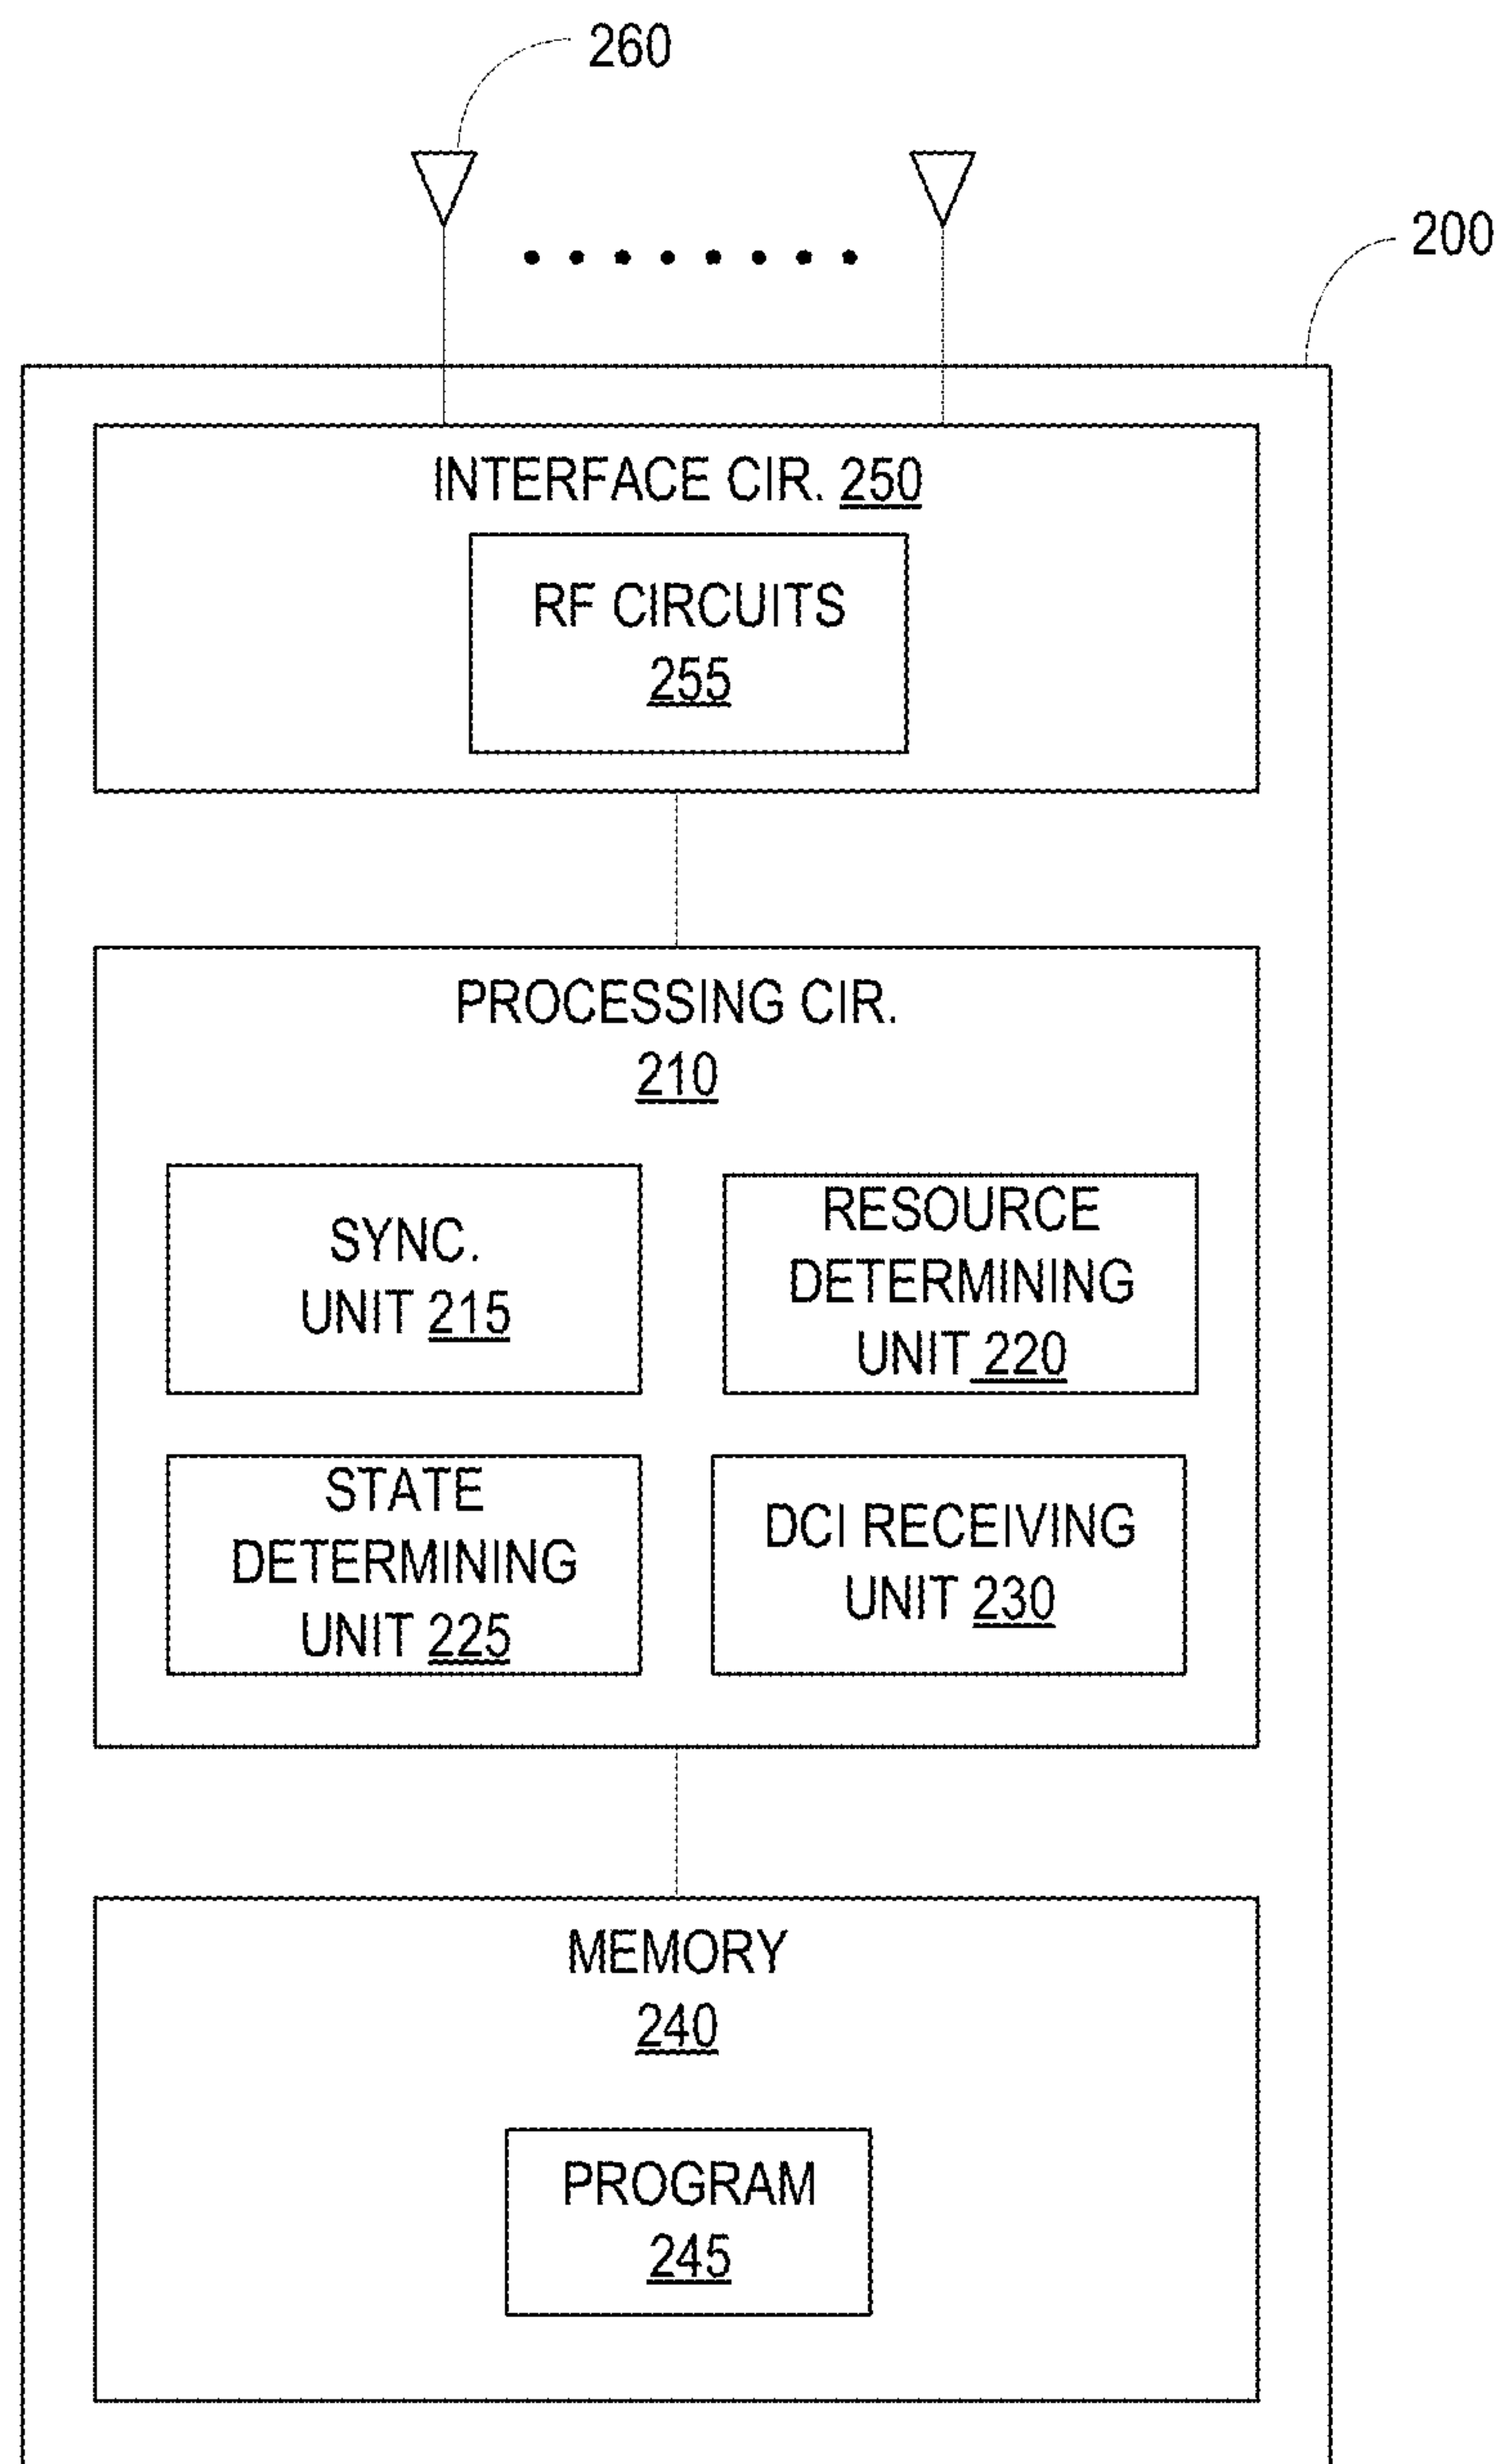 260
200
INTERFACE CIR. 250
RF CIRCUITS
255
PROCESSING CIR.
210
SYNC.
UNIT 215
RESOURCE
DETERMINING
UNIT 220
STATE
DETERMINING
UNIT 225
DCI RECEIVING
UNIT 230
MEMORY
240
PROGRAM
245